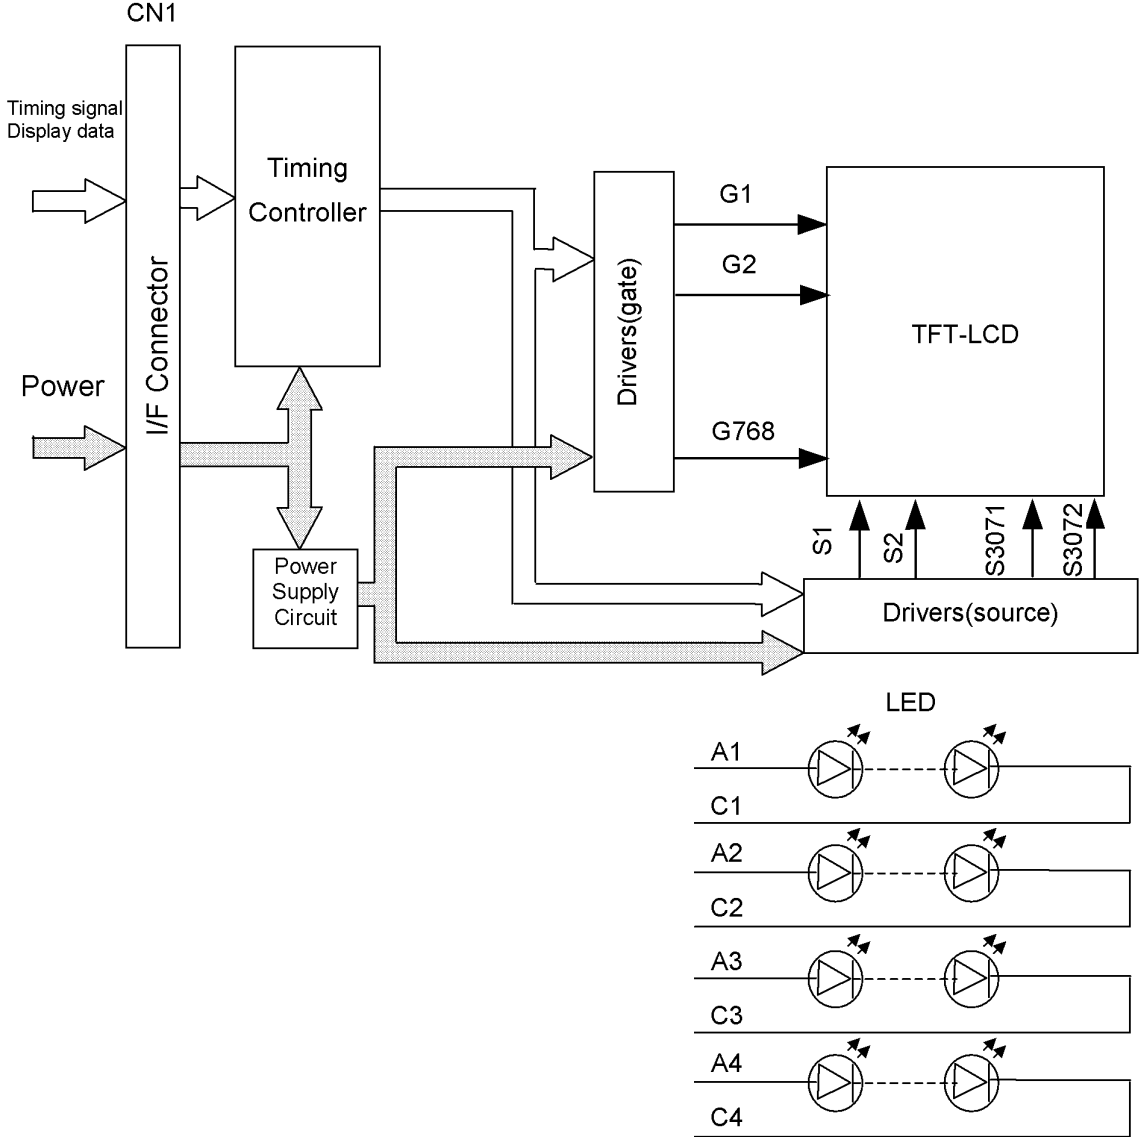 CN1
Timing signal
Display data
Power
I/F Connector
Timing
Controller
Power
Supply
Circuit
Drivers(gate)
G1
G2
G768
TFT-LCD
S1
S2
S3071
S3072
Drivers(source)
LED
A1
C1
A2
C2
A3
C3
A4
C4